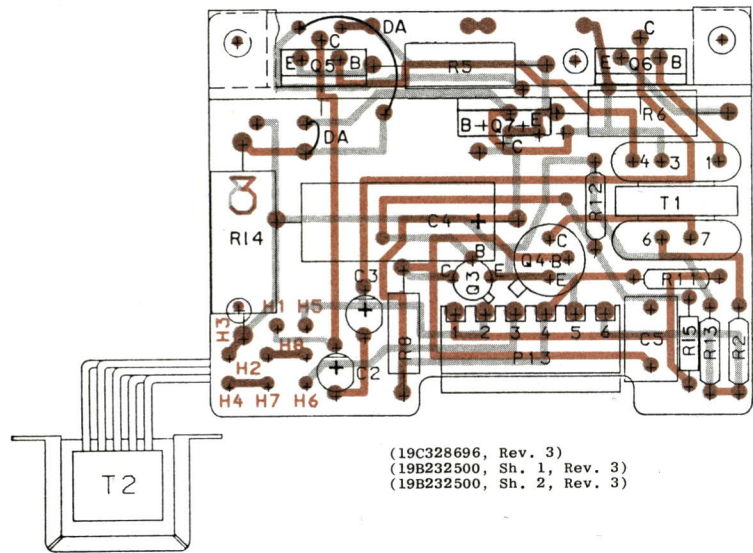 DA
C
C
E Q5 B
R5
E Q6 B
B+Q7+E
C
R6
DA
4 3 1
R12
T1
R14
C4
6 7
C
B
Q4 B
C Q3 E
E
R11
C3
H3 H1 H5
1 2 3 4 5 6
H8
R8
P13
C5
R15
R13
R2
H2
C2
H4 H7 H6
T2
(19C328696, Rev. 3)
(19B232500, Sh. 1, Rev. 3)
(19B232500, Sh. 2, Rev. 3)